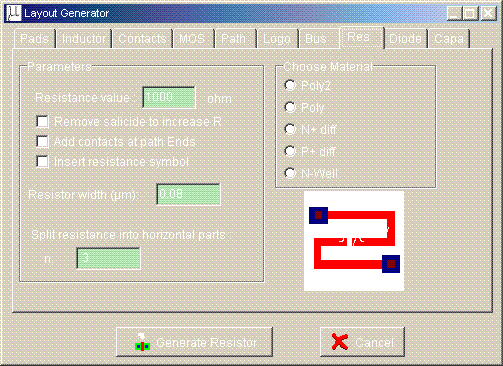 Layout Generator
Pads Inductor Contacts MOS Path Logo Bus Res Diode Capa
Parameters
Resistance value : 1000 ohm
Remove salicide to increase R
Add contacts at path Ends
Insert resistance symbol
Resistor width (µm): 0.08
Split resistance into horizontal parts
n 3
Choose Material
Poly2
Poly
N+ diff
P+ diff
N-Well
Generate Resistor
Cancel